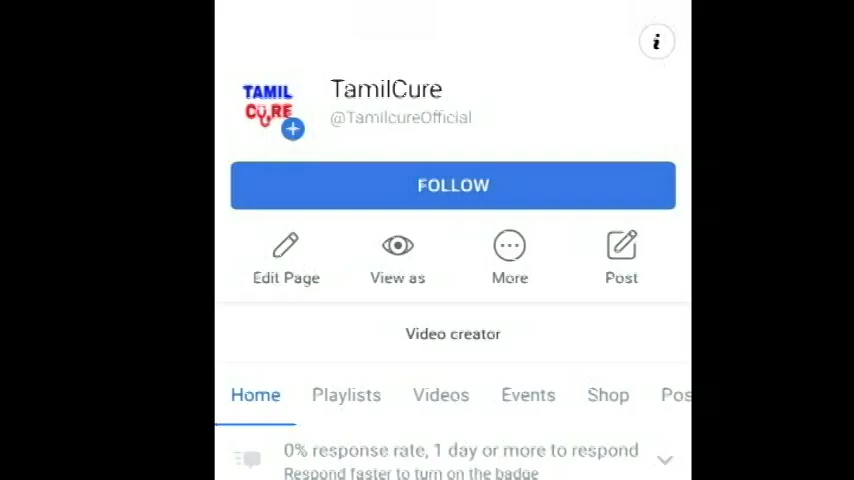 TAMIL
CURE
TamilCure
@TamilcureOfficial
FOLLOW
Edit Page
View as
More
Post
Video creator
Home
Playlists
Videos
Events
Shop
Pos
0% response rate, 1 day or more to respond
Respond faster to turn on the badge